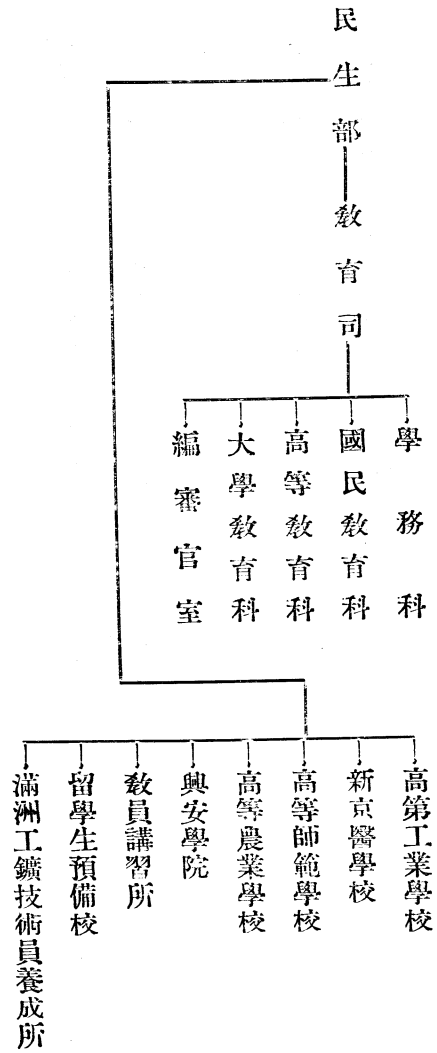 民生部
教育司
學務科
國民教育科
高等教育科
大學教育科
編審官室
高第工業學校
新京醫學校
高等師範學校
高等農業學校
興安學院
教員講習所
留學生預備校
滿洲工鑛技術員養成所